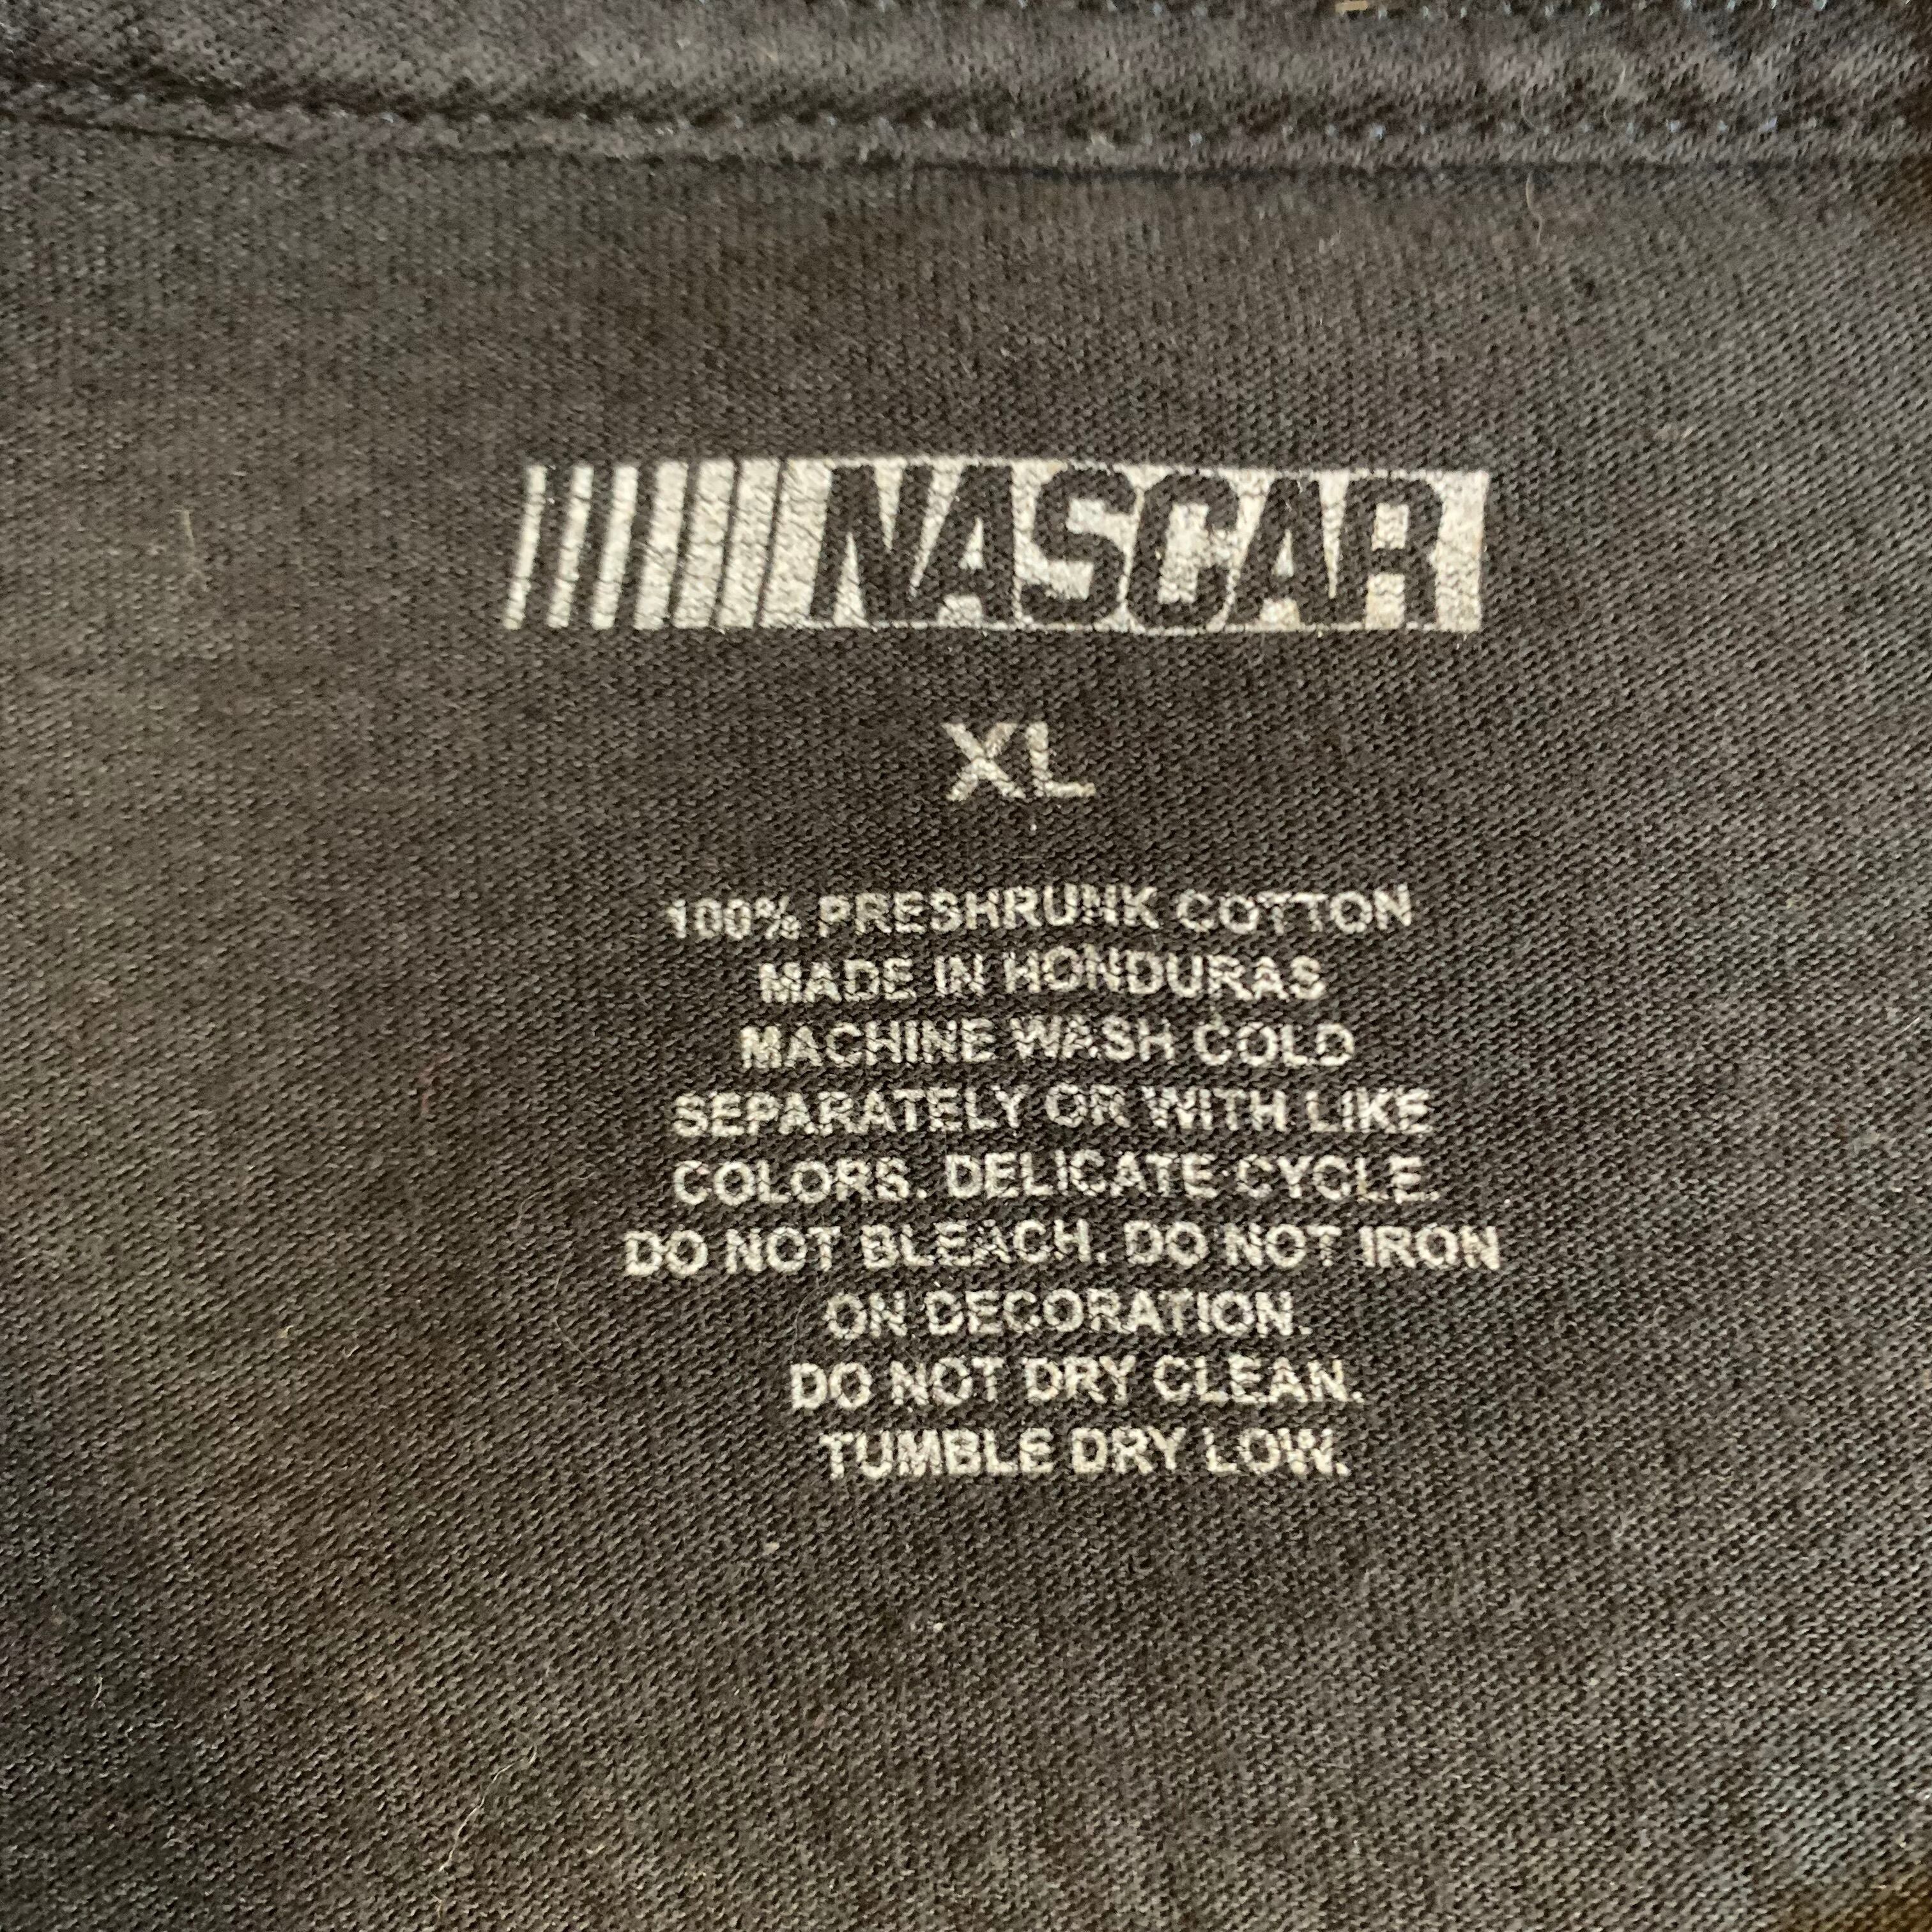 NASCAR
XL
100% PRESHRUNK COTTON
MADE IN HONDURAS
MACHINE WASH COLD
SEPARATELY OR WITH LIKE
COLORS. DELICATE CYCLE.
DO NOT BLEACH. DO NOT IRON
ON DECORATION.
DO NOT DRY CLEAN.
TUMBLE DRY LOW.